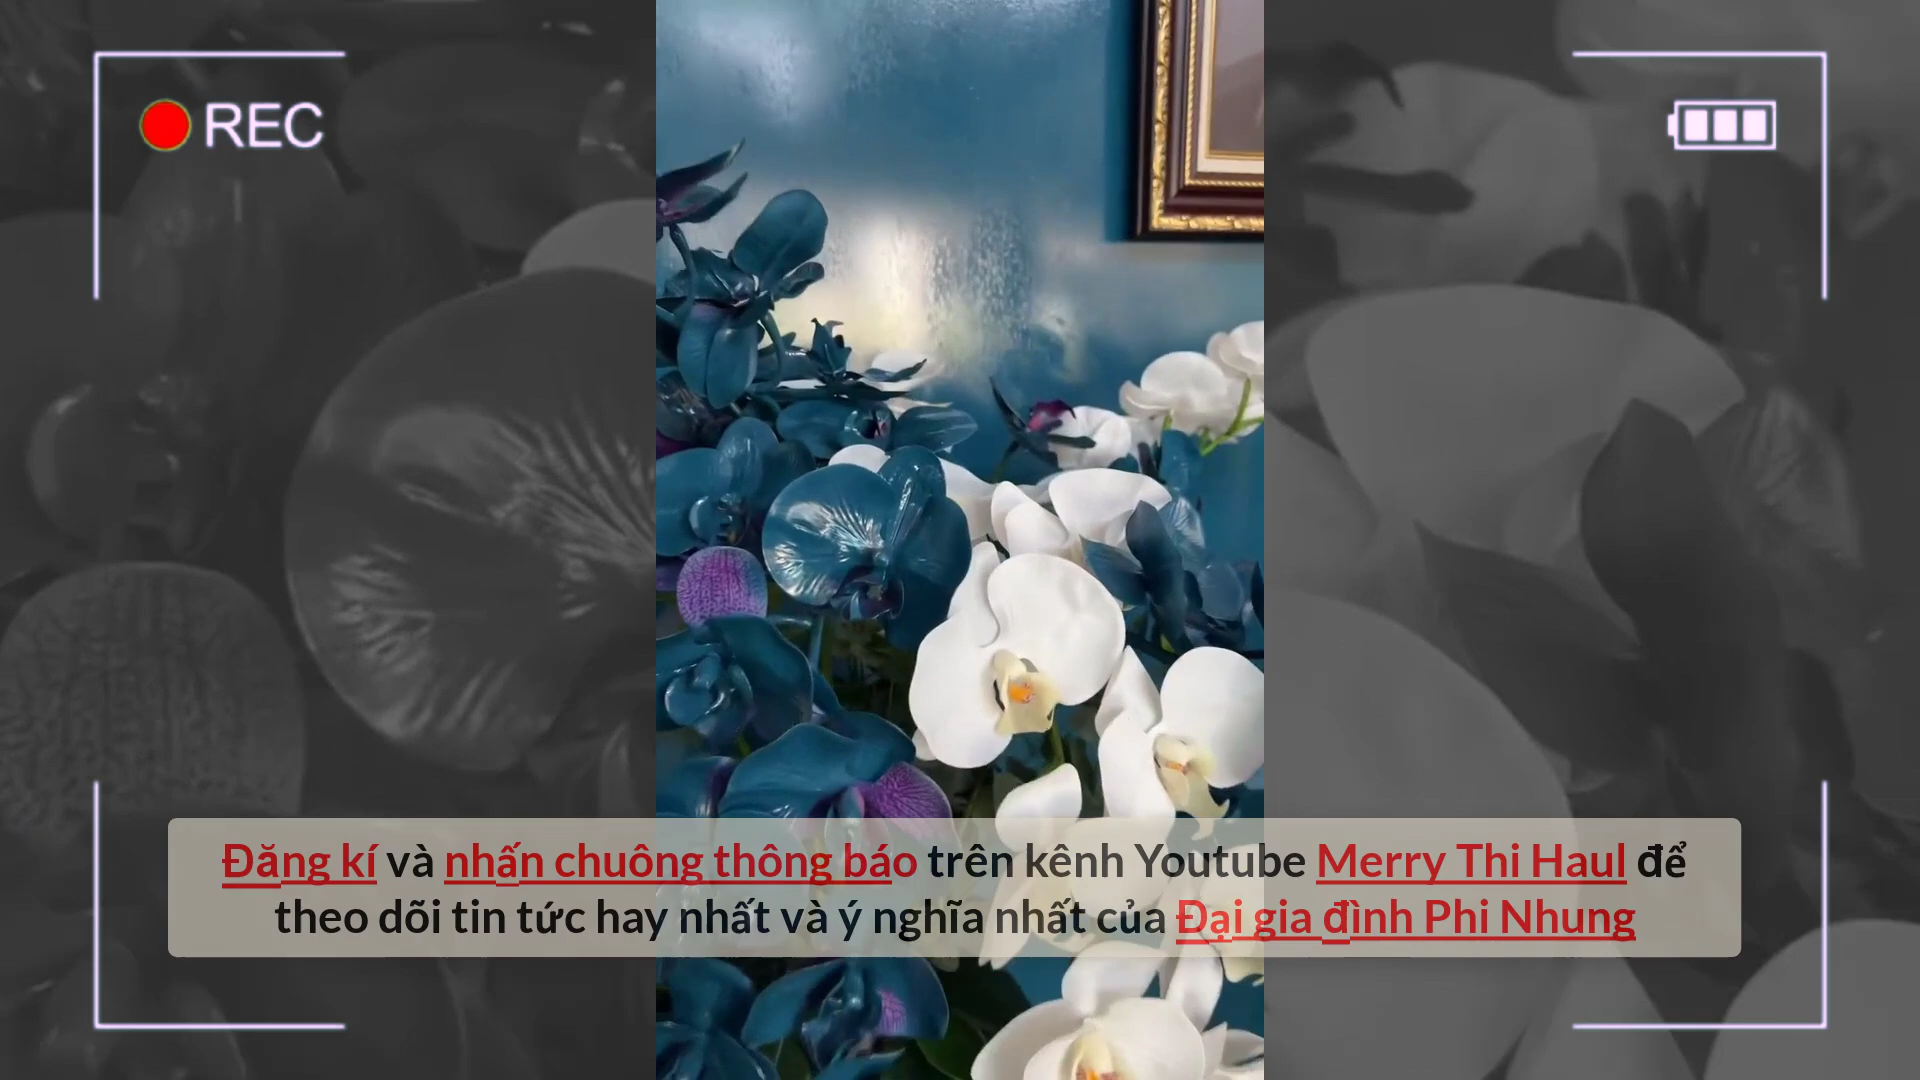 REC
Đăng kí và nhấn chuông thông báo trên kênh Youtube Merry Thi Haul để
theo dõi tin tức hay nhất và ý nghĩa nhất của Đại gia đình Phi Nhung